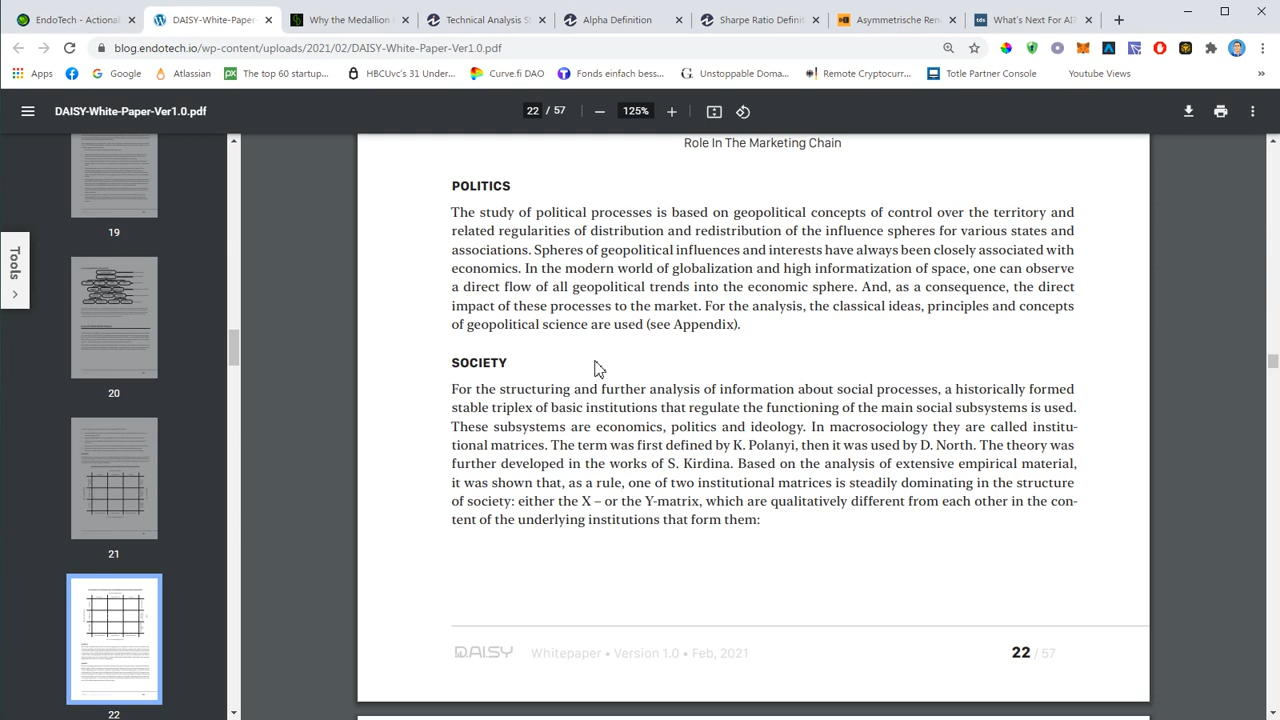 EndoTech - Actional
DAISY-White-Paper-
Why the Medallion F
Technical Analysis S
Alpha Definition
Sharpe Ratio Defini
Asymmetrische Ren
What's Next For AI?
blog.endotech.io/wp-content/uploads/2021/02/DAISY-White-Paper-Ver1.0.pdf
Apps
Google
Atlassian
The top 60 startup...
HBCUvc's 31 Under...
Curve.fi DAO
Fonds einfach bess...
Unstoppable Doma...
Remote Cryptocurr...
Totle Partner Console
Youtube Views
DAISY-White-Paper-Ver1.0.pdf
22 / 57
125%
Tools
19
20
21
22
Role In The Marketing Chain
POLITICS
The study of political processes is based on geopolitical concepts of control over the territory and
related regularities of distribution and redistribution of the influence spheres for various states and
associations. Spheres of geopolitical influences and interests have always been closely associated with
economics. In the modern world of globalization and high informatization of space, one can observe
a direct flow of all geopolitical trends into the economic sphere. And, as a consequence, the direct
impact of these processes to the market. For the analysis, the classical ideas, principles and concepts
of geopolitical science are used (see Appendix).
SOCIETY
For the structuring and further analysis of information about social processes, a historically formed
stable triplex of basic institutions that regulate the functioning of the main social subsystems is used.
These subsystems are economics, politics and ideology. In macrosociology they are called institu-
tional matrices. The term was first defined by K. Polanyi, then it was used by D. North. The theory was
further developed in the works of S. Kirdina. Based on the analysis of extensive empirical material,
it was shown that, as a rule, one of two institutional matrices is steadily dominating in the structure
of society: either the X – or the Y-matrix, which are qualitatively different from each other in the con-
tent of the underlying institutions that form them:
DAISY Whitepaper • Version 1.0 • Feb, 2021
22 / 57